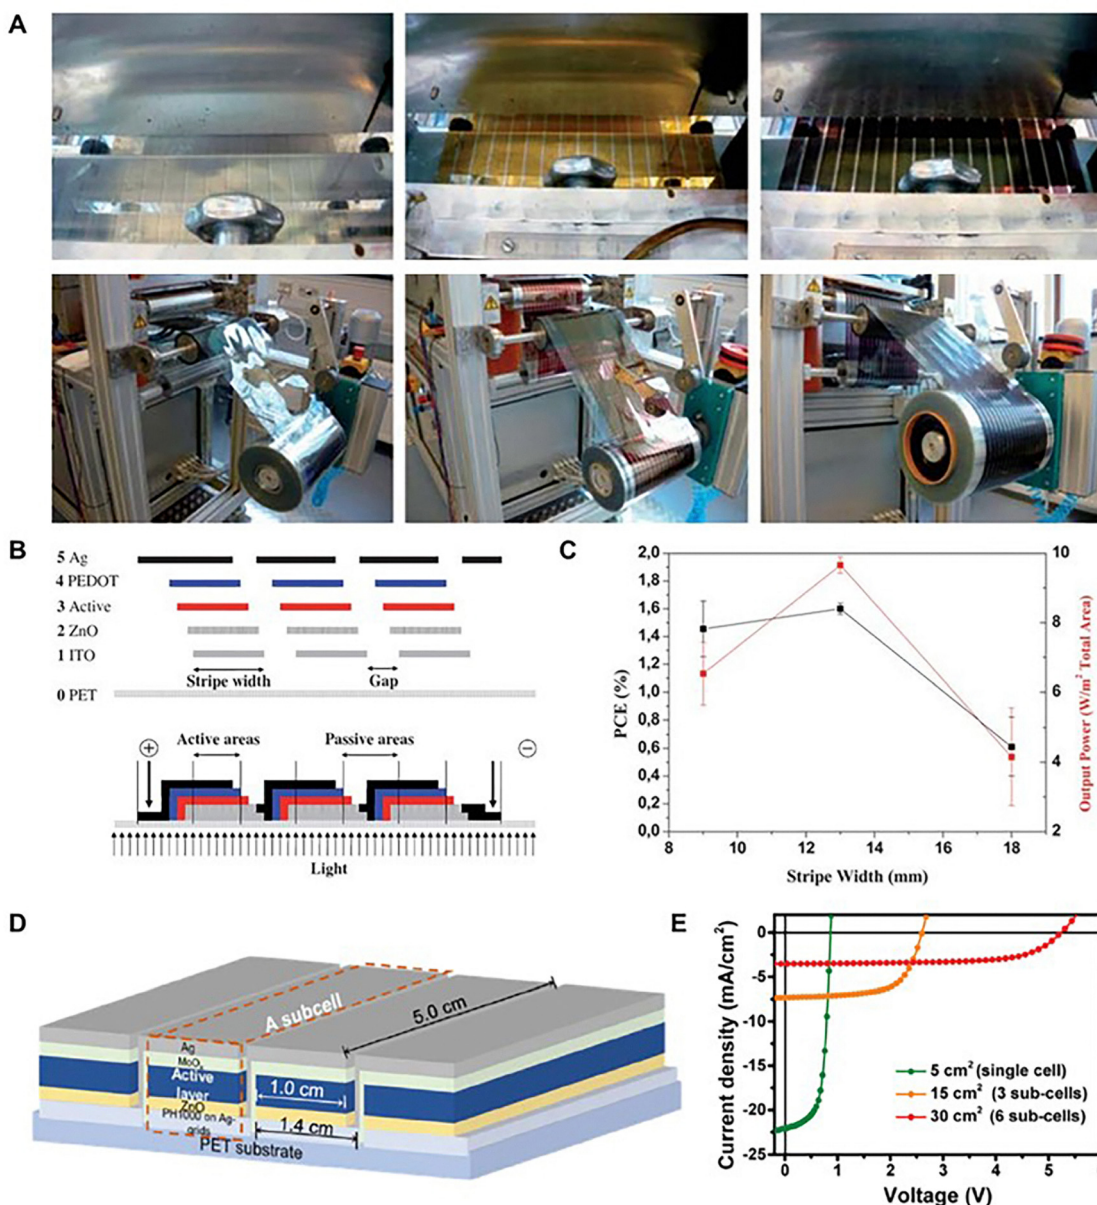 A
B
5 Ag
4 PEDOT
3 Active
2 ZnO
1 ITO
Stripe width
Gap
0 PET
Active areas
Passive areas
+
−
Light
C
2,0
1,8
1,6
1,4
1,2
1,0
0,8
0,6
0,4
0,2
0,0
PCE (%)
10
8
6
4
2
Output Power (W/m² Total Area)
8
10
12
14
16
18
20
Stripe Width (mm)
D
A subcell
5.0 cm
Ag
MoOₓ
Active
layer
ZnO
PH1000 on Ag-
grids
1.0 cm
1.4 cm
PET substrate
E
0
-5
-10
-15
-20
-25
Current density (mA/cm²)
5 cm² (single cell)
15 cm² (3 sub-cells)
30 cm² (6 sub-cells)
0
1
2
3
4
5
Voltage (V)